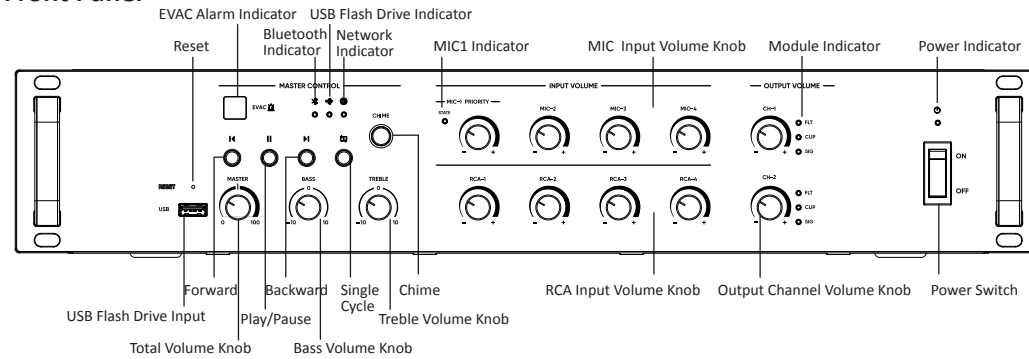 Front Panel
EVAC Alarm Indicator
USB Flash Drive Indicator
Reset
Bluetooth
Indicator
Network
Indicator
MIC1 Indicator
MIC Input Volume Knob
Module Indicator
Power Indicator
MASTER CONTROL
INPUT VOLUME
OUTPUT VOLUME
EVAC
CHIME
MIC-1 PRIORITY
STATE
MIC-2
MIC-3
MIC-4
CH-1
- +
- +
- +
- +
- +
FLT
CLIP
SIG
ON
OFF
RESET
USB
MASTER
0 100
BASS
0
-10 10
TREBLE
0
-10 10
RCA-1
RCA-2
RCA-3
RCA-4
CH-2
- +
- +
- +
- +
- +
FLT
CLIP
SIG
Forward
Backward
Single
Cycle
Chime
RCA Input Volume Knob
Output Channel Volume Knob
Power Switch
USB Flash Drive Input
Play/Pause
Treble Volume Knob
Total Volume Knob
Bass Volume Knob